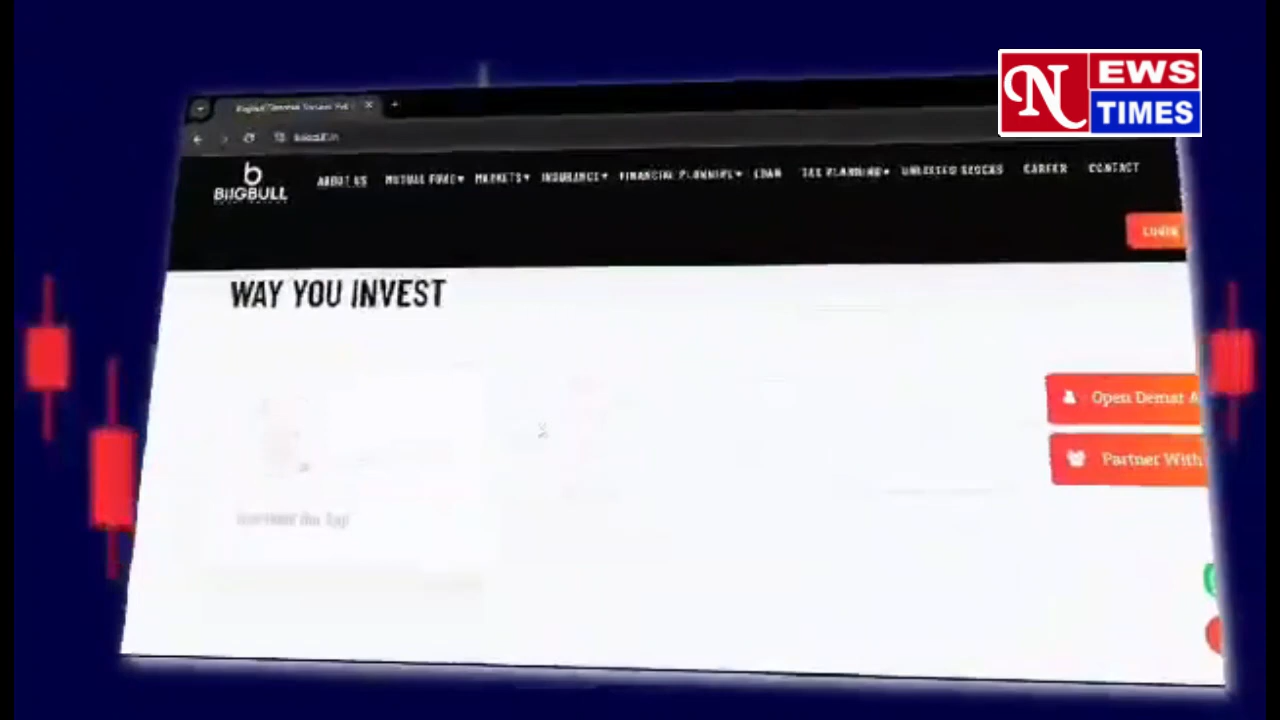 NEWS
TIMES
b
BIIGBULL
ABOUT US MUTUAL FUND MARKETS INSURANCE FINANCIAL PLANNING LOAN TAX PLANNING UNLISTED STOCKS CAREER CONTACT
LOGIN
WAY YOU INVEST
Open Demat A
Partner With